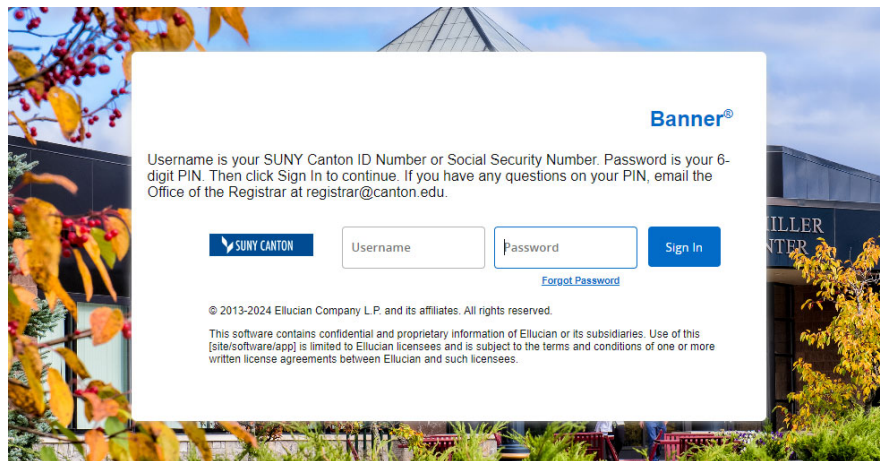 Banner®
Username is your SUNY Canton ID Number or Social Security Number. Password is your 6-
digit PIN. Then click Sign In to continue. If you have any questions on your PIN, email the
Office of the Registrar at registrar@canton.edu.
SUNY CANTON
Username
Password
Sign In
Forgot Password
ILLER
NTER
© 2013-2024 Ellucian Company L.P. and its affiliates. All rights reserved.
This software contains confidential and proprietary information of Ellucian or its subsidiaries. Use of this
[site/software/app] is limited to Ellucian licensees and is subject to the terms and conditions of one or more
written license agreements between Ellucian and such licensees.